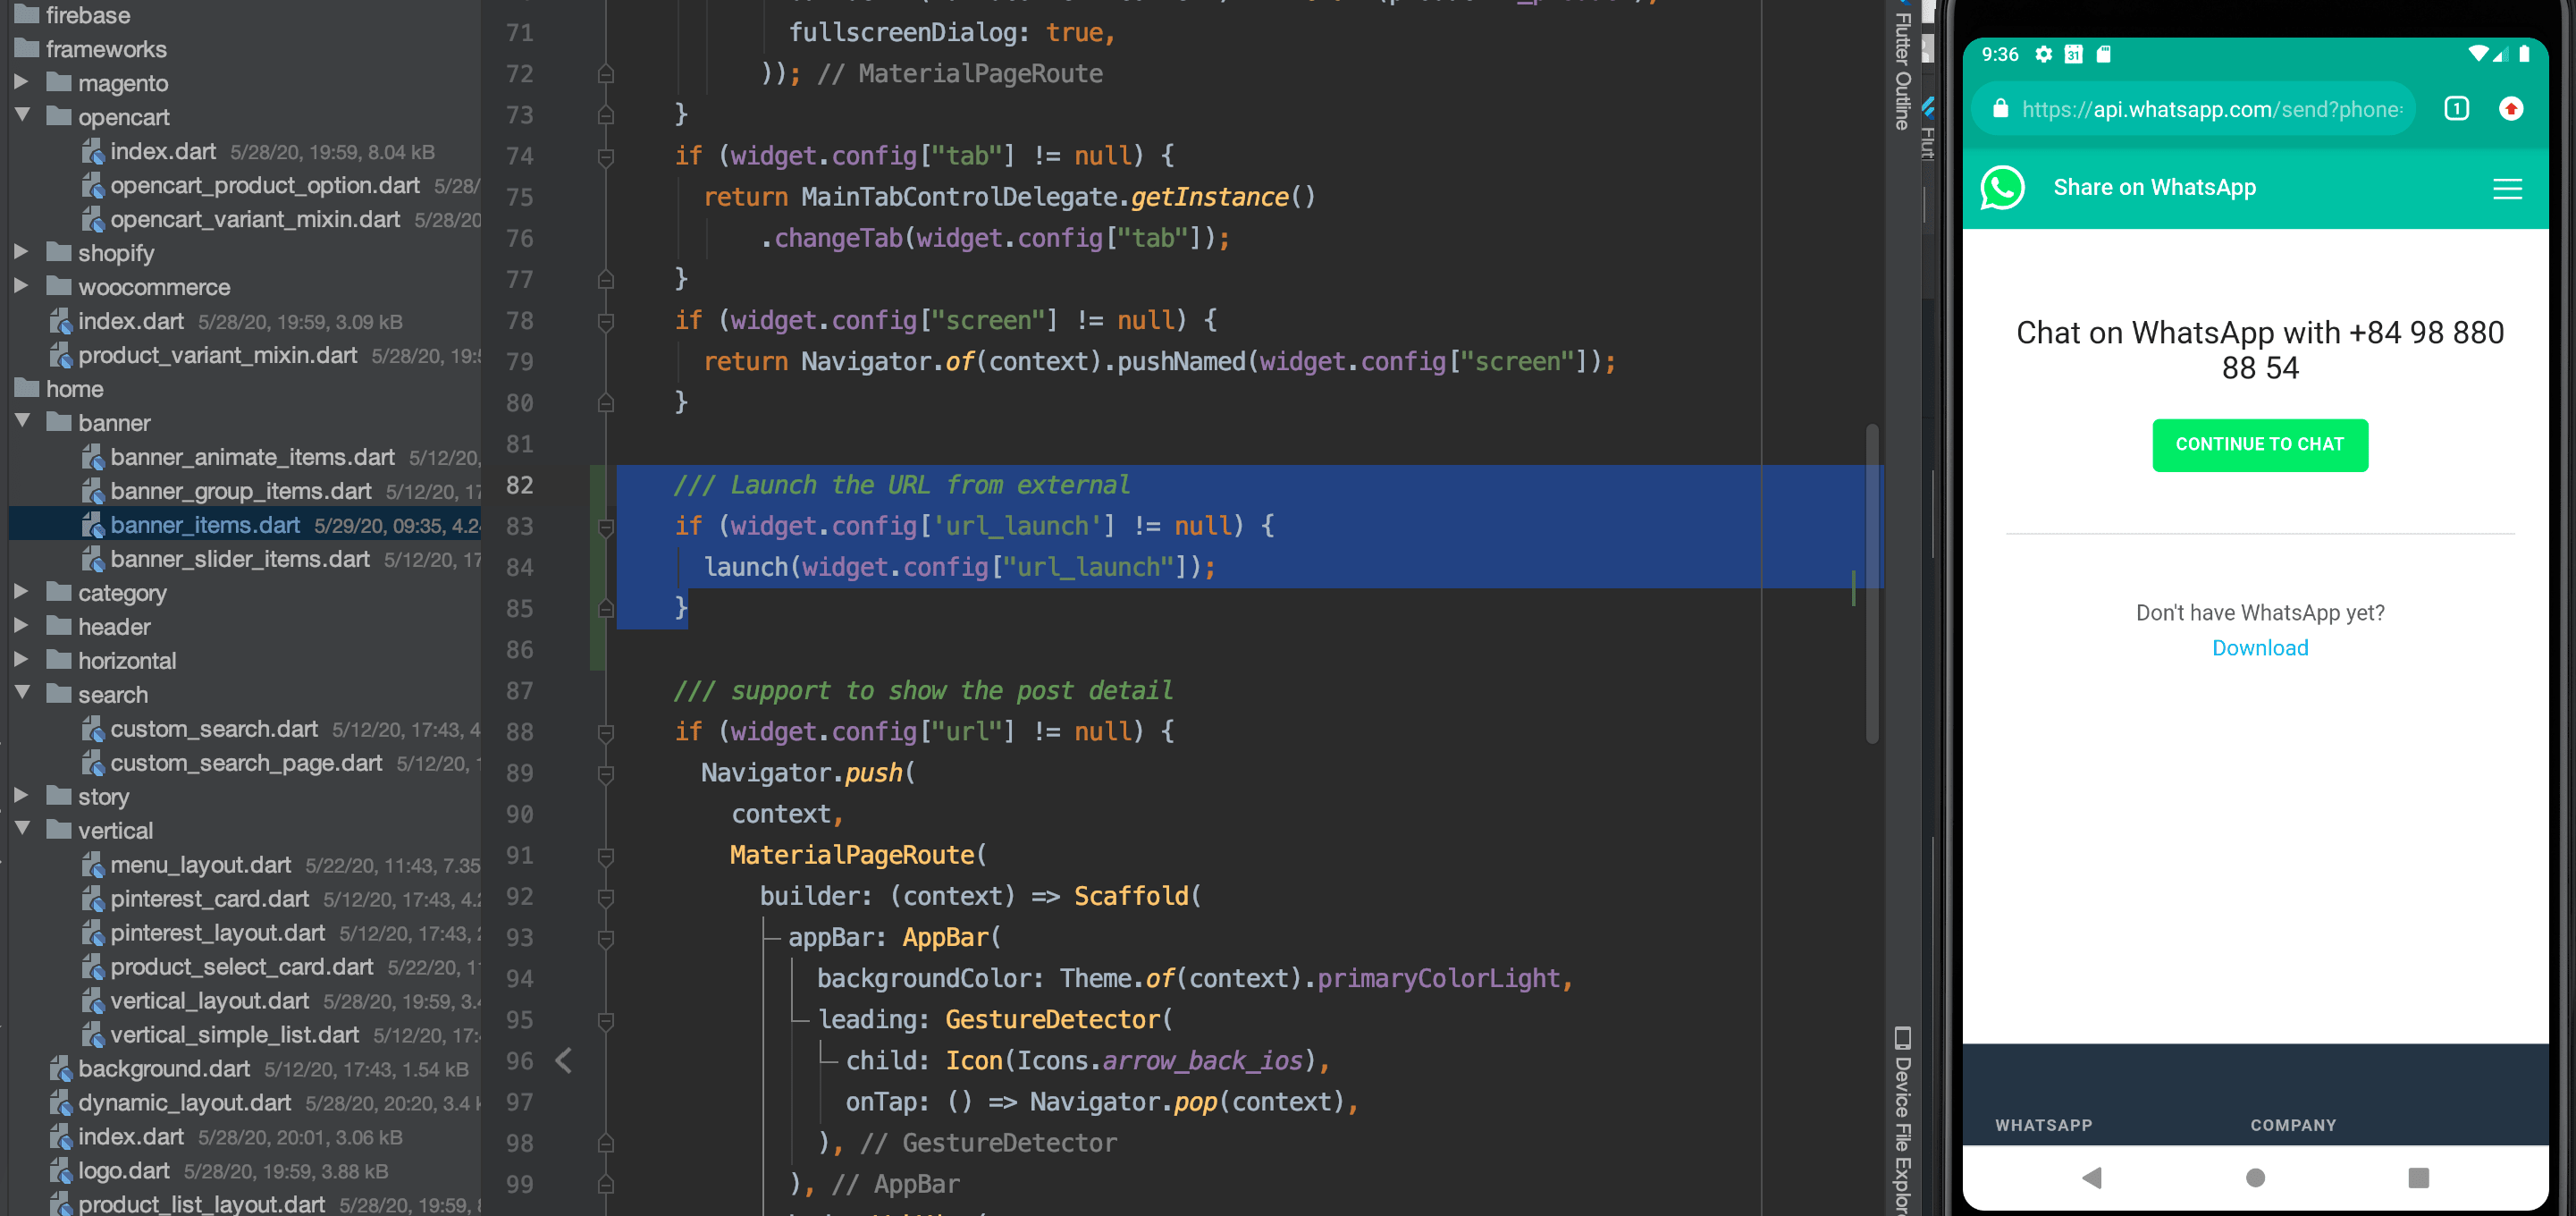 firebase
frameworks
magento
opencart
index.dart 5/28/20, 19:59, 8.04 kB
opencart_product_option.dart 5/28/
opencart_variant_mixin.dart 5/28/20
shopify
woocommerce
index.dart 5/28/20, 19:59, 3.09 kB
product_variant_mixin.dart 5/28/20, 19:5
home
banner
banner_animate_items.dart 5/12/20,
banner_group_items.dart 5/12/20, 17
banner_items.dart 5/29/20, 09:35, 4.24
banner_slider_items.dart 5/12/20, 17
category
header
horizontal
search
custom_search.dart 5/12/20, 17:43, 4
custom_search_page.dart 5/12/20, 1
story
vertical
menu_layout.dart 5/22/20, 11:43, 7.35
pinterest_card.dart 5/12/20, 17:43, 4.2
pinterest_layout.dart 5/12/20, 17:43, 2
product_select_card.dart 5/22/20, 11
vertical_layout.dart 5/28/20, 19:59, 3.4
vertical_simple_list.dart 5/12/20, 17:
background.dart 5/12/20, 17:43, 1.54 kB
dynamic_layout.dart 5/28/20, 20:20, 3.4 k
index.dart 5/28/20, 20:01, 3.06 kB
logo.dart 5/28/20, 19:59, 3.88 kB
product_list_layout.dart 5/28/20, 19:59,
71 fullscreenDialog: true,
72 )); // MaterialPageRoute
73 }
74 if (widget.config["tab"] != null) {
75 return MainTabControlDelegate.getInstance()
76 .changeTab(widget.config["tab"]);
77 }
78 if (widget.config["screen"] != null) {
79 return Navigator.of(context).pushNamed(widget.config["screen"]);
80 }
81
82 /// Launch the URL from external
83 if (widget.config['url_launch'] != null) {
84 launch(widget.config["url_launch"]);
85 }
86
87 /// support to show the post detail
88 if (widget.config["url"] != null) {
89 Navigator.push(
90 context,
91 MaterialPageRoute(
92 builder: (context) => Scaffold(
93 appBar: AppBar(
94 backgroundColor: Theme.of(context).primaryColorLight,
95 leading: GestureDetector(
96 child: Icon(Icons.arrow_back_ios),
97 onTap: () => Navigator.pop(context),
98 ), // GestureDetector
99 ), // AppBar
Flutter Outline
Flut
Device File Explor
9:36
31
https://api.whatsapp.com/send?phone=
1
Share on WhatsApp
Chat on WhatsApp with +84 98 880
88 54
CONTINUE TO CHAT
Don't have WhatsApp yet?
Download
WHATSAPP COMPANY